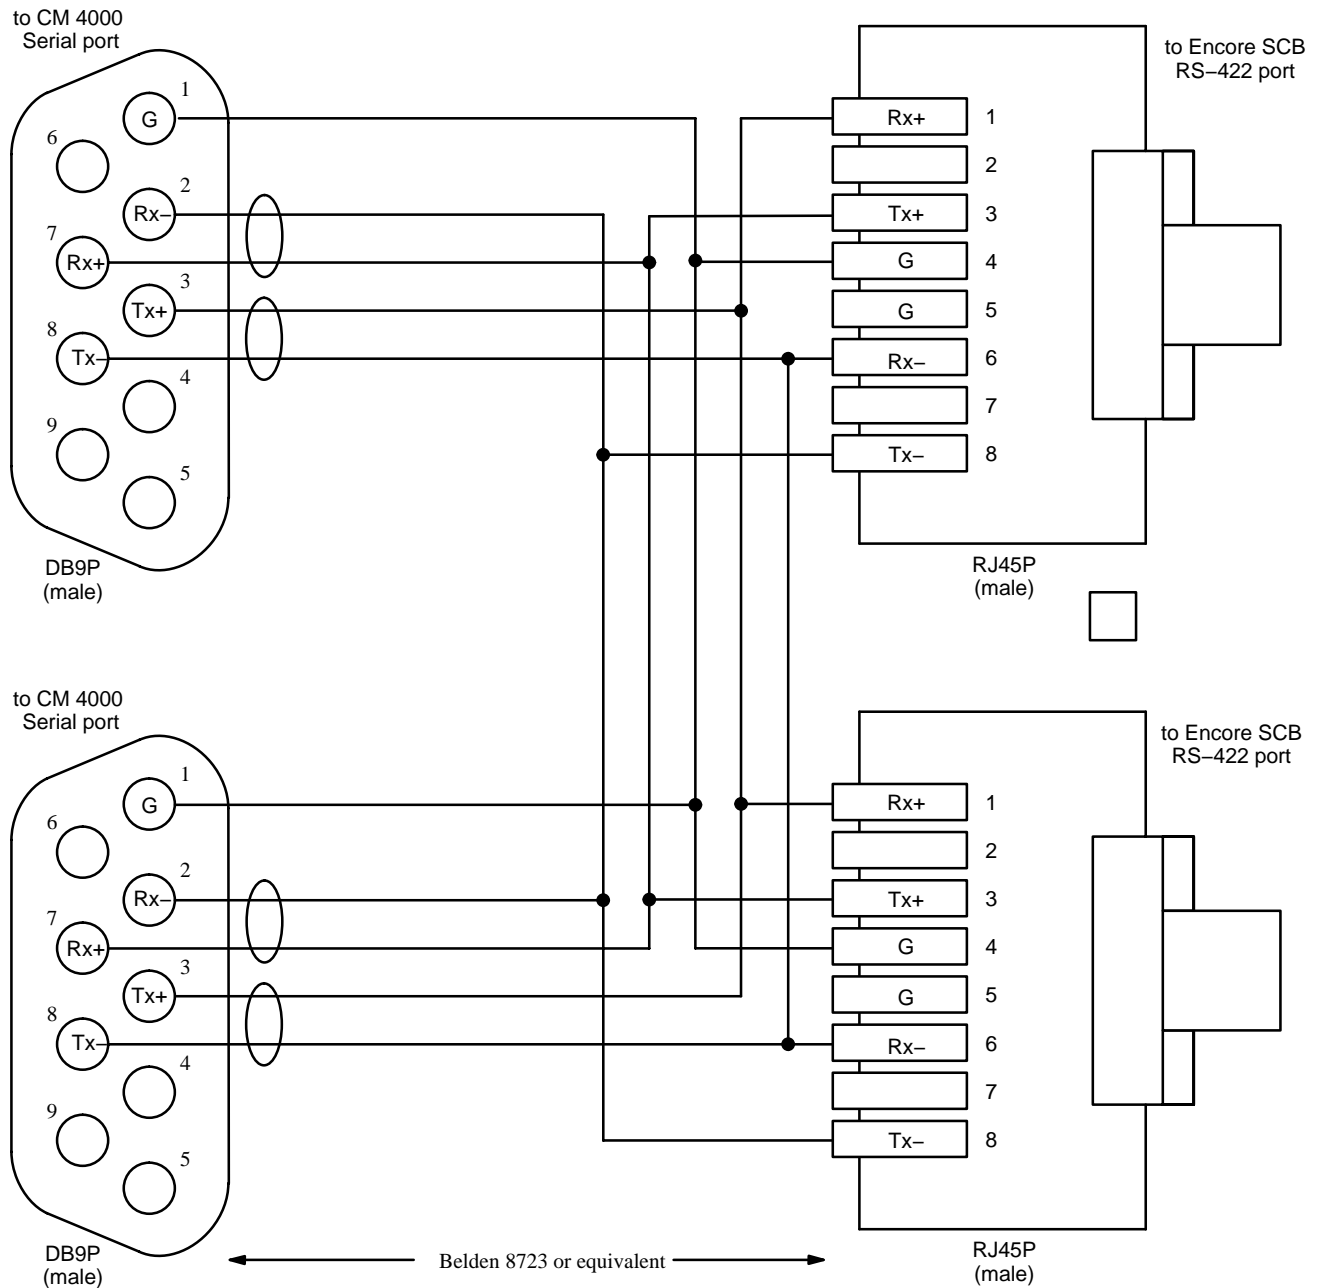 to CM 4000
Serial port
to Encore SCB
RS−422 port
1
G
6
2
Rx−
7
Rx+
3
Tx+
8
Tx−
4
9
5
DB9P
(male)
Rx+ 1
2
Tx+ 3
G 4
G 5
Rx− 6
7
Tx− 8
RJ45P
(male)
to CM 4000
Serial port
to Encore SCB
RS−422 port
1
G
6
2
Rx−
7
Rx+
3
Tx+
8
Tx−
4
9
5
DB9P
(male)
Rx+ 1
2
Tx+ 3
G 4
G 5
Rx− 6
7
Tx− 8
RJ45P
(male)
Belden 8723 or equivalent